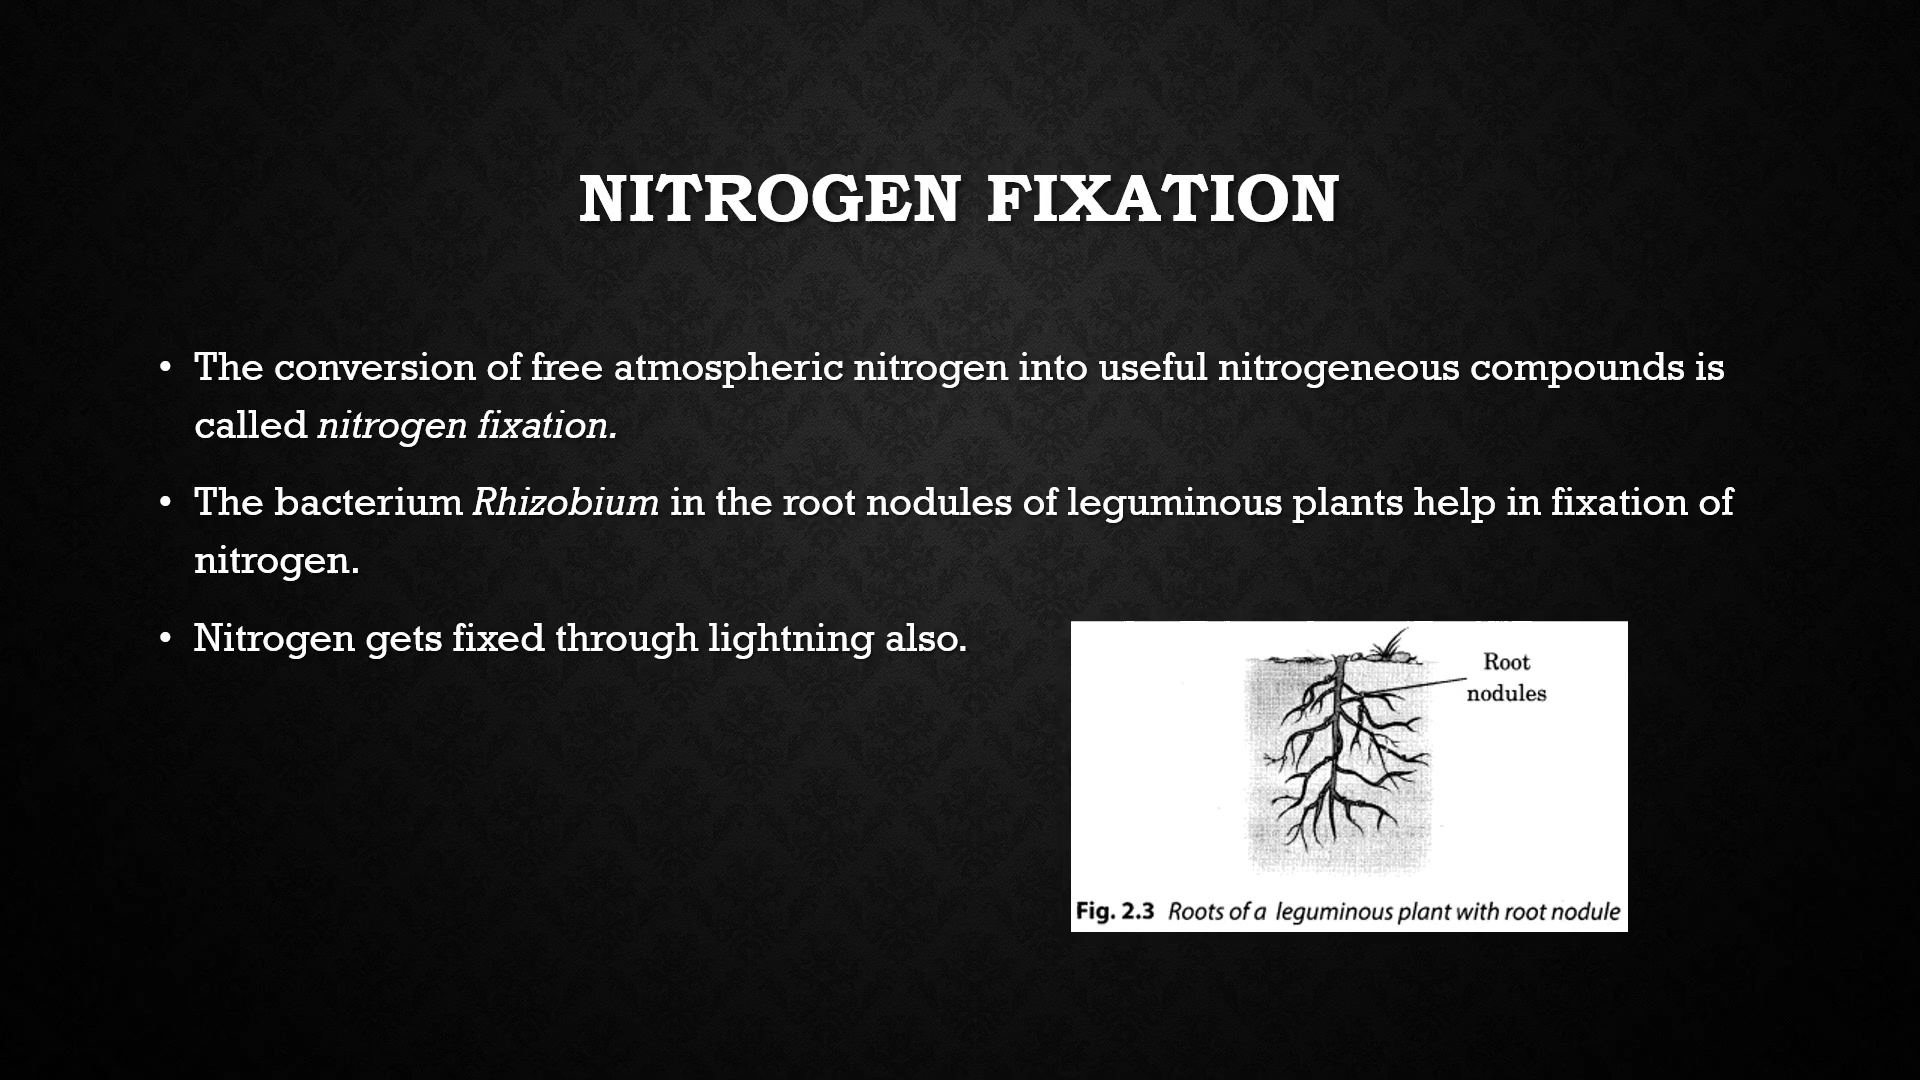 NITROGEN FIXATION
• The conversion of free atmospheric nitrogen into useful nitrogeneous compounds is
called nitrogen fixation.
• The bacterium Rhizobium in the root nodules of leguminous plants help in fixation of
nitrogen.
• Nitrogen gets fixed through lightning also.
Root
nodules
Fig. 2.3 Roots of a leguminous plant with root nodule